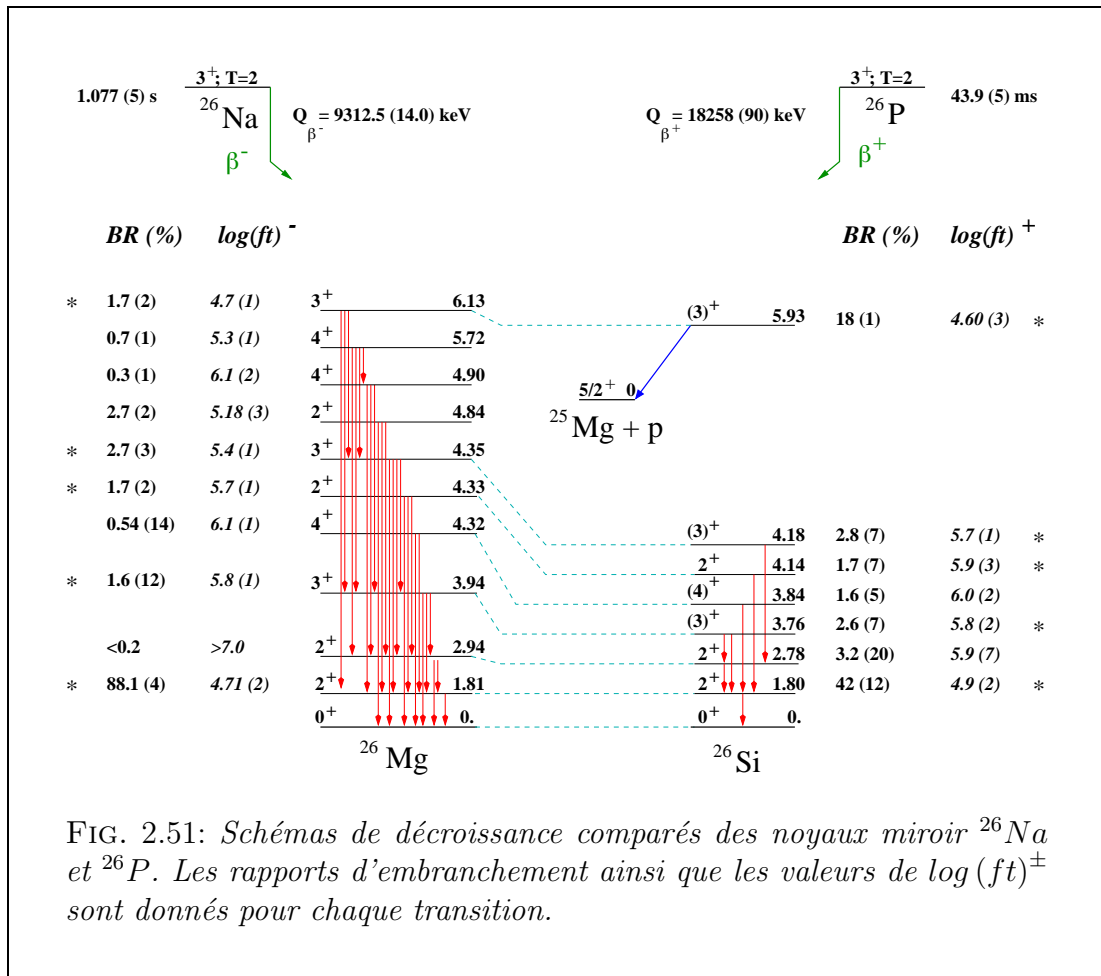 3+; T=2 3+; T=2
1.077 (5) s 26Na Qβ- = 9312.5 (14.0) keV Qβ+ = 18258 (90) keV 26P 43.9 (5) ms
β- β+
BR (%) log(ft) - BR (%) log(ft) +
* 1.7 (2) 4.7 (1) 3+ 6.13
(3)+ 5.93 18 (1) 4.60 (3) *
0.7 (1) 5.3 (1) 4+ 5.72
0.3 (1) 6.1 (2) 4+ 4.90
5/2+ 0
2.7 (2) 5.18 (3) 2+ 4.84
25Mg + p
* 2.7 (3) 5.4 (1) 3+ 4.35
* 1.7 (2) 5.7 (1) 2+ 4.33
0.54 (14) 6.1 (1) 4+ 4.32
(3)+ 4.18 2.8 (7) 5.7 (1) *
2+ 4.14 1.7 (7) 5.9 (3) *
* 1.6 (12) 5.8 (1) 3+ 3.94
(4)+ 3.84 1.6 (5) 6.0 (2)
(3)+ 3.76 2.6 (7) 5.8 (2) *
<0.2 >7.0 2+ 2.94
2+ 2.78 3.2 (20) 5.9 (7)
* 88.1 (4) 4.71 (2) 2+ 1.81 2+ 1.80 42 (12) 4.9 (2) *
0+ 0. 0+ 0.
26Mg 26Si
FIG. 2.51: Schémas de décroissance comparés des noyaux miroir 26Na
et 26P. Les rapports d'embranchement ainsi que les valeurs de log (ft)±
sont donnés pour chaque transition.